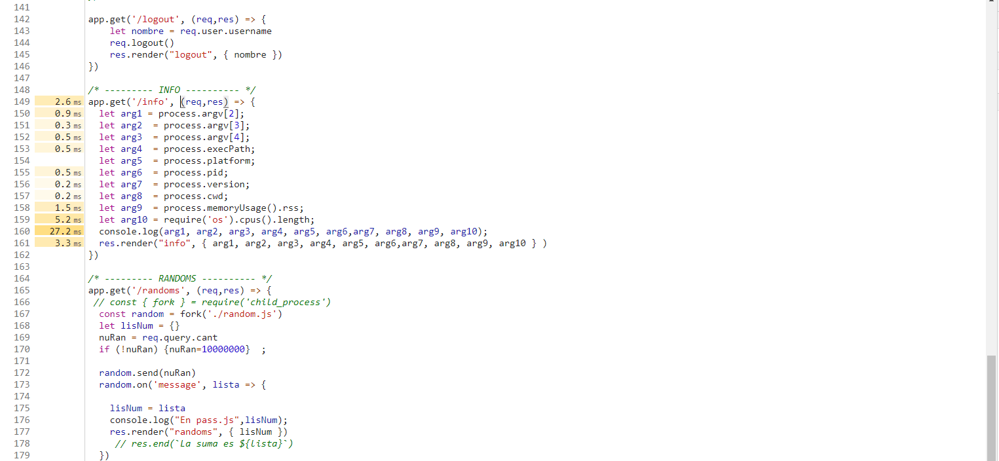 141
142 app.get('/logout', (req,res) => {
143 let nombre = req.user.username
144 req.logout()
145 res.render("logout", { nombre })
146 })
147
148 /* --------- INFO ---------- */
149 2.6 ms app.get('/info', (req,res) => {
150 0.9 ms let arg1 = process.argv[2];
151 0.3 ms let arg2  = process.argv[3];
152 0.5 ms let arg3  = process.argv[4];
153 0.5 ms let arg4  = process.execPath;
154 let arg5  = process.platform;
155 0.5 ms let arg6  = process.pid;
156 0.2 ms let arg7  = process.version;
157 0.2 ms let arg8  = process.cwd;
158 1.5 ms let arg9  = process.memoryUsage().rss;
159 5.2 ms let arg10 = require('os').cpus().length;
160 27.2 ms console.log(arg1, arg2, arg3, arg4, arg5, arg6,arg7, arg8, arg9, arg10);
161 3.3 ms res.render("info", { arg1, arg2, arg3, arg4, arg5, arg6,arg7, arg8, arg9, arg10 } )
162 })
163
164 /* --------- RANDOMS ---------- */
165 app.get('/randoms', (req,res) => {
166 // const { fork } = require('child_process')
167 const random = fork('./random.js')
168 let lisNum = {}
169 nuRan = req.query.cant
170 if (!nuRan) {nuRan=10000000}  ;
171
172 random.send(nuRan)
173 random.on('message', lista => {
174
175 lisNum = lista
176 console.log("En pass.js",lisNum);
177 res.render("randoms", { lisNum })
178 // res.end(`La suma es ${lista}`)
179 })